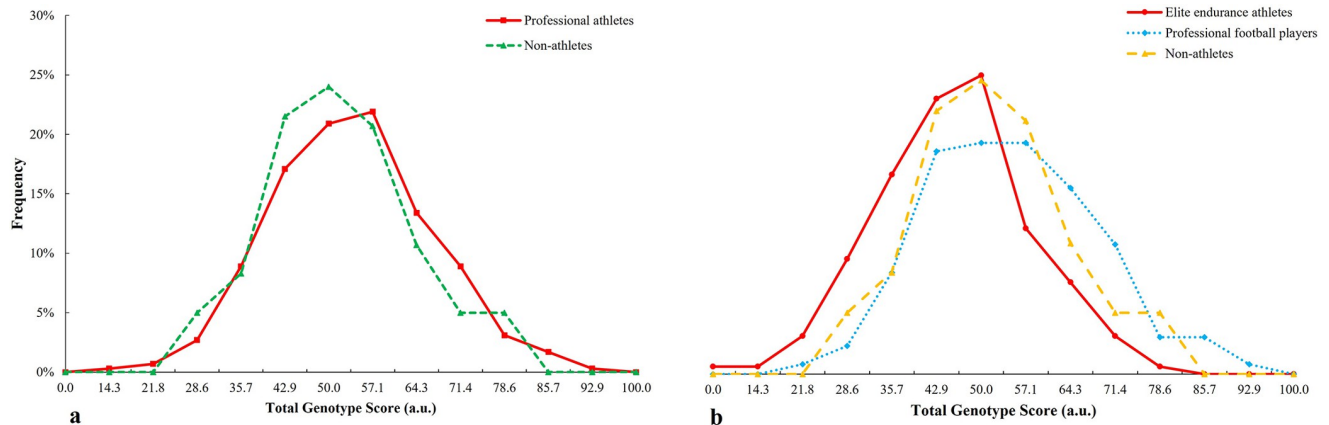 30%
25%
20%
15%
10%
5%
0%
Frequency
Professional athletes
Non-athletes
0.0 14.3 21.8 28.6 35.7 42.9 50.0 57.1 64.3 71.4 78.6 85.7 92.9 100.0
Total Genotype Score (a.u.)
a
Elite endurance athletes
Professional football players
Non-athletes
0.0 14.3 21.8 28.6 35.7 42.9 50.0 57.1 64.3 71.4 78.6 85.7 92.9 100.0
Total Genotype Score (a.u.)
b